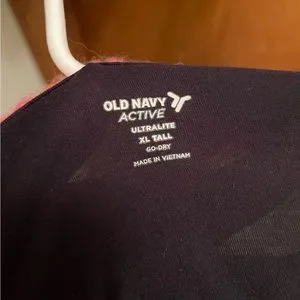 OLD NAVY
ACTIVE
ULTRALITE
XL TALL
GO-DRY
MADE IN VIETNAM